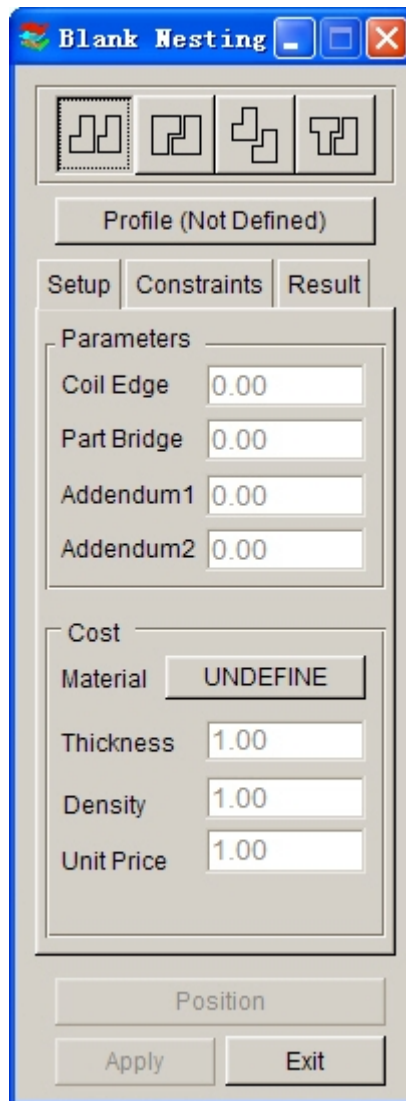 Blank Nesting
Profile (Not Defined)
Setup Constraints Result
Parameters
Coil Edge 0.00
Part Bridge 0.00
Addendum1 0.00
Addendum2 0.00
Cost
Material UNDEFINE
Thickness 1.00
Density 1.00
Unit Price 1.00
Position
Apply Exit